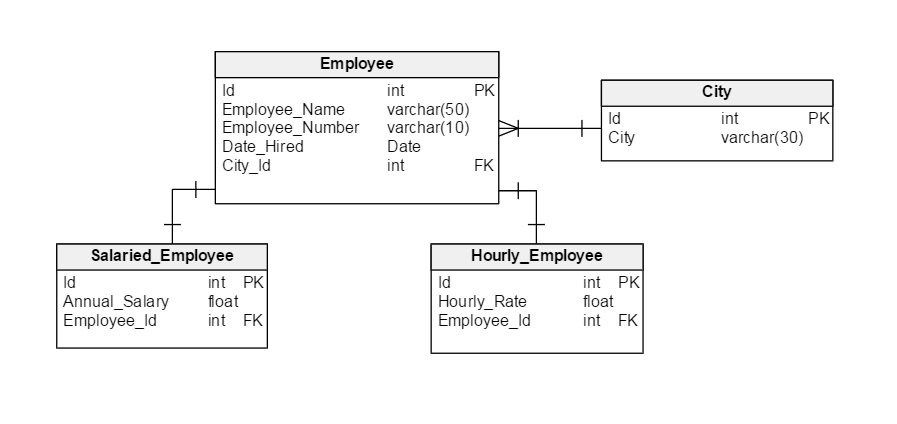 Employee
Id int PK
Employee_Name varchar(50)
Employee_Number varchar(10)
Date_Hired Date
City_Id int FK
City
Id int PK
City varchar(30)
Salaried_Employee
Id int PK
Annual_Salary float
Employee_Id int FK
Hourly_Employee
Id int PK
Hourly_Rate float
Employee_Id int FK